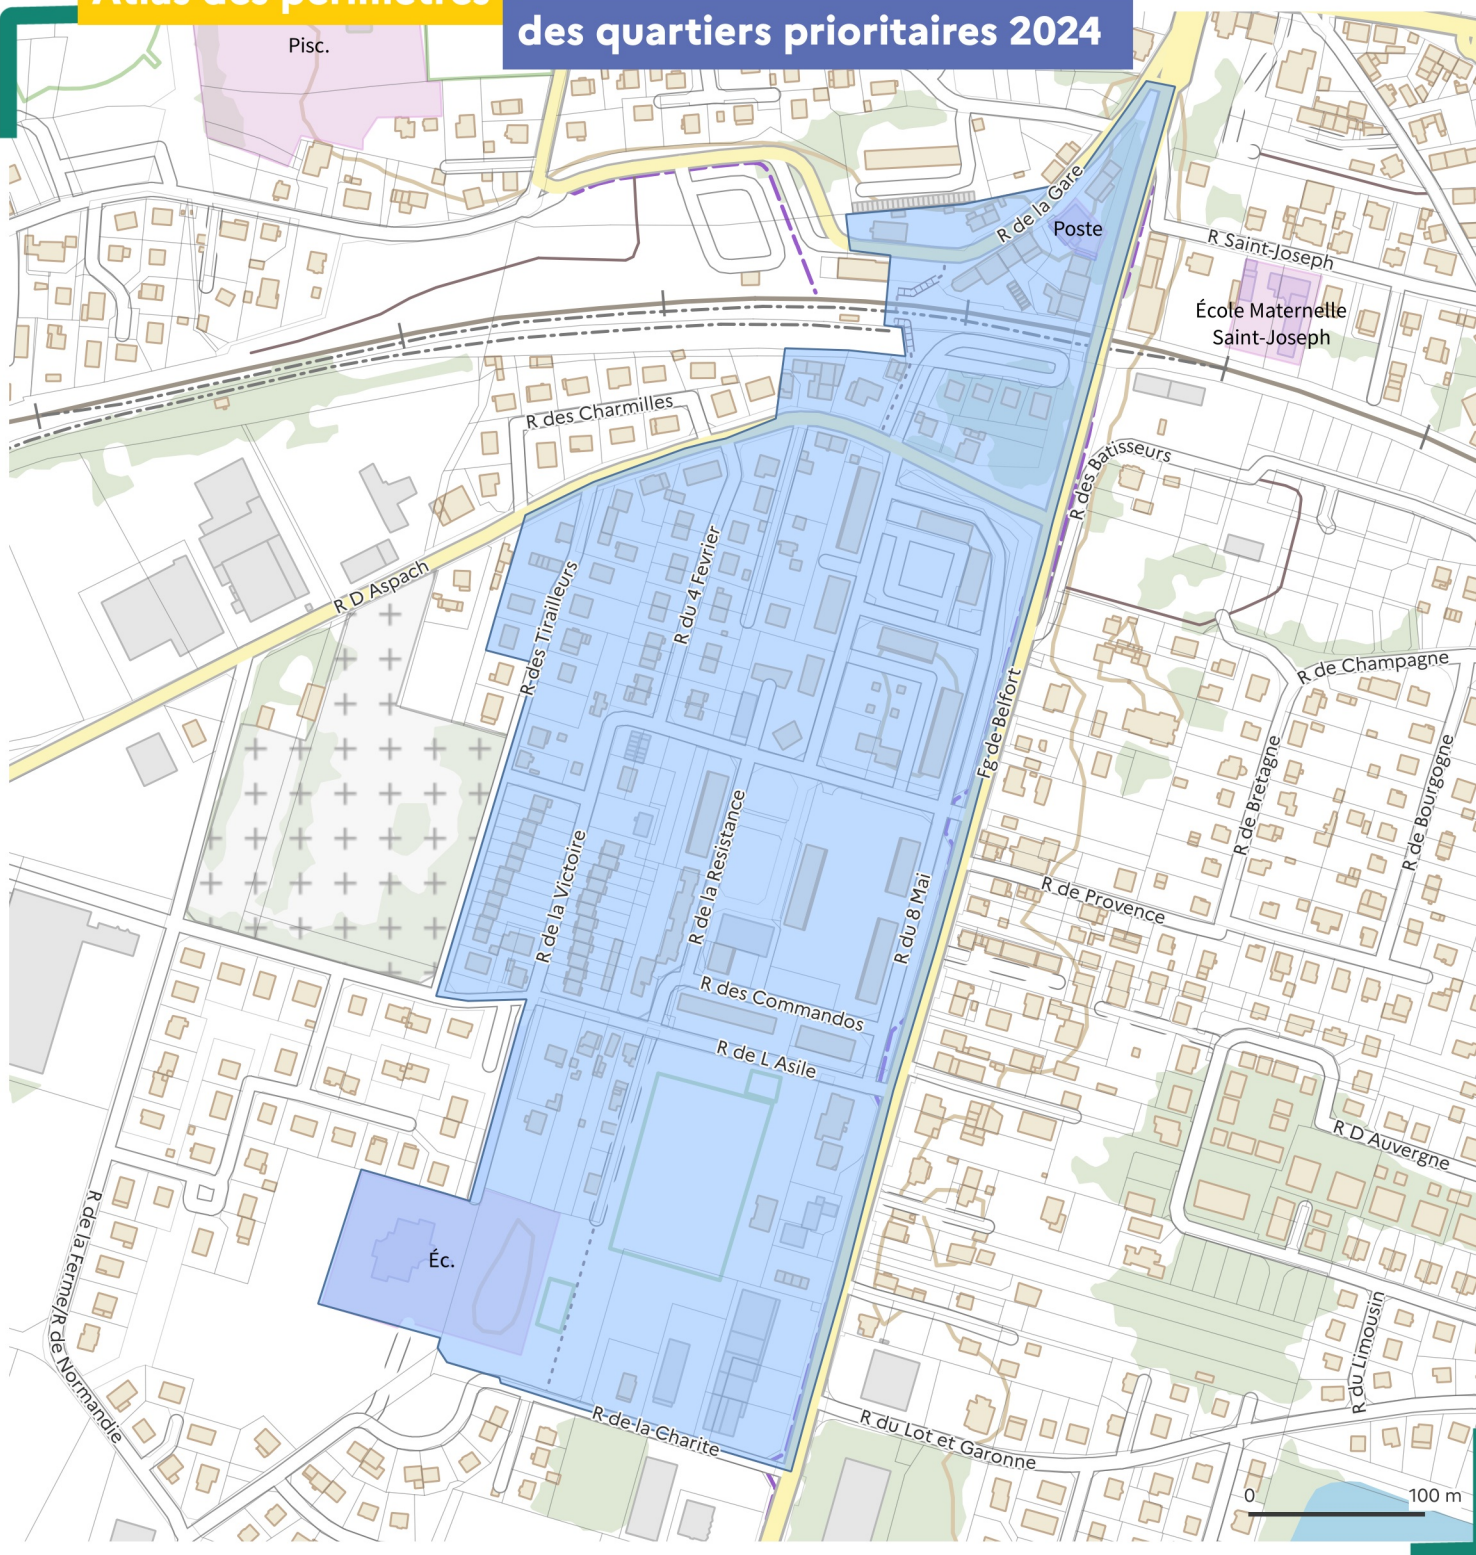 Atlas des périmètres
des quartiers prioritaires 2024
Pisc.
R de la Gare
Poste
R Saint-Joseph
École Maternelle
Saint-Joseph
R des Charmilles
R des Batisseurs
R D Aspach
R des Tirailleurs
R du 4 Fevrier
R de Champagne
Fg de Belfort
R de Bretagne
R de Bourgogne
R de la Victoire
R de la Resistance
R du 8 Mai
R de Provence
R des Commandos
R de L Asile
R D Auvergne
R de la Ferme/R de Normandie
Éc.
R du Limousin
R de la Charite
R du Lot et Garonne
0 100 m